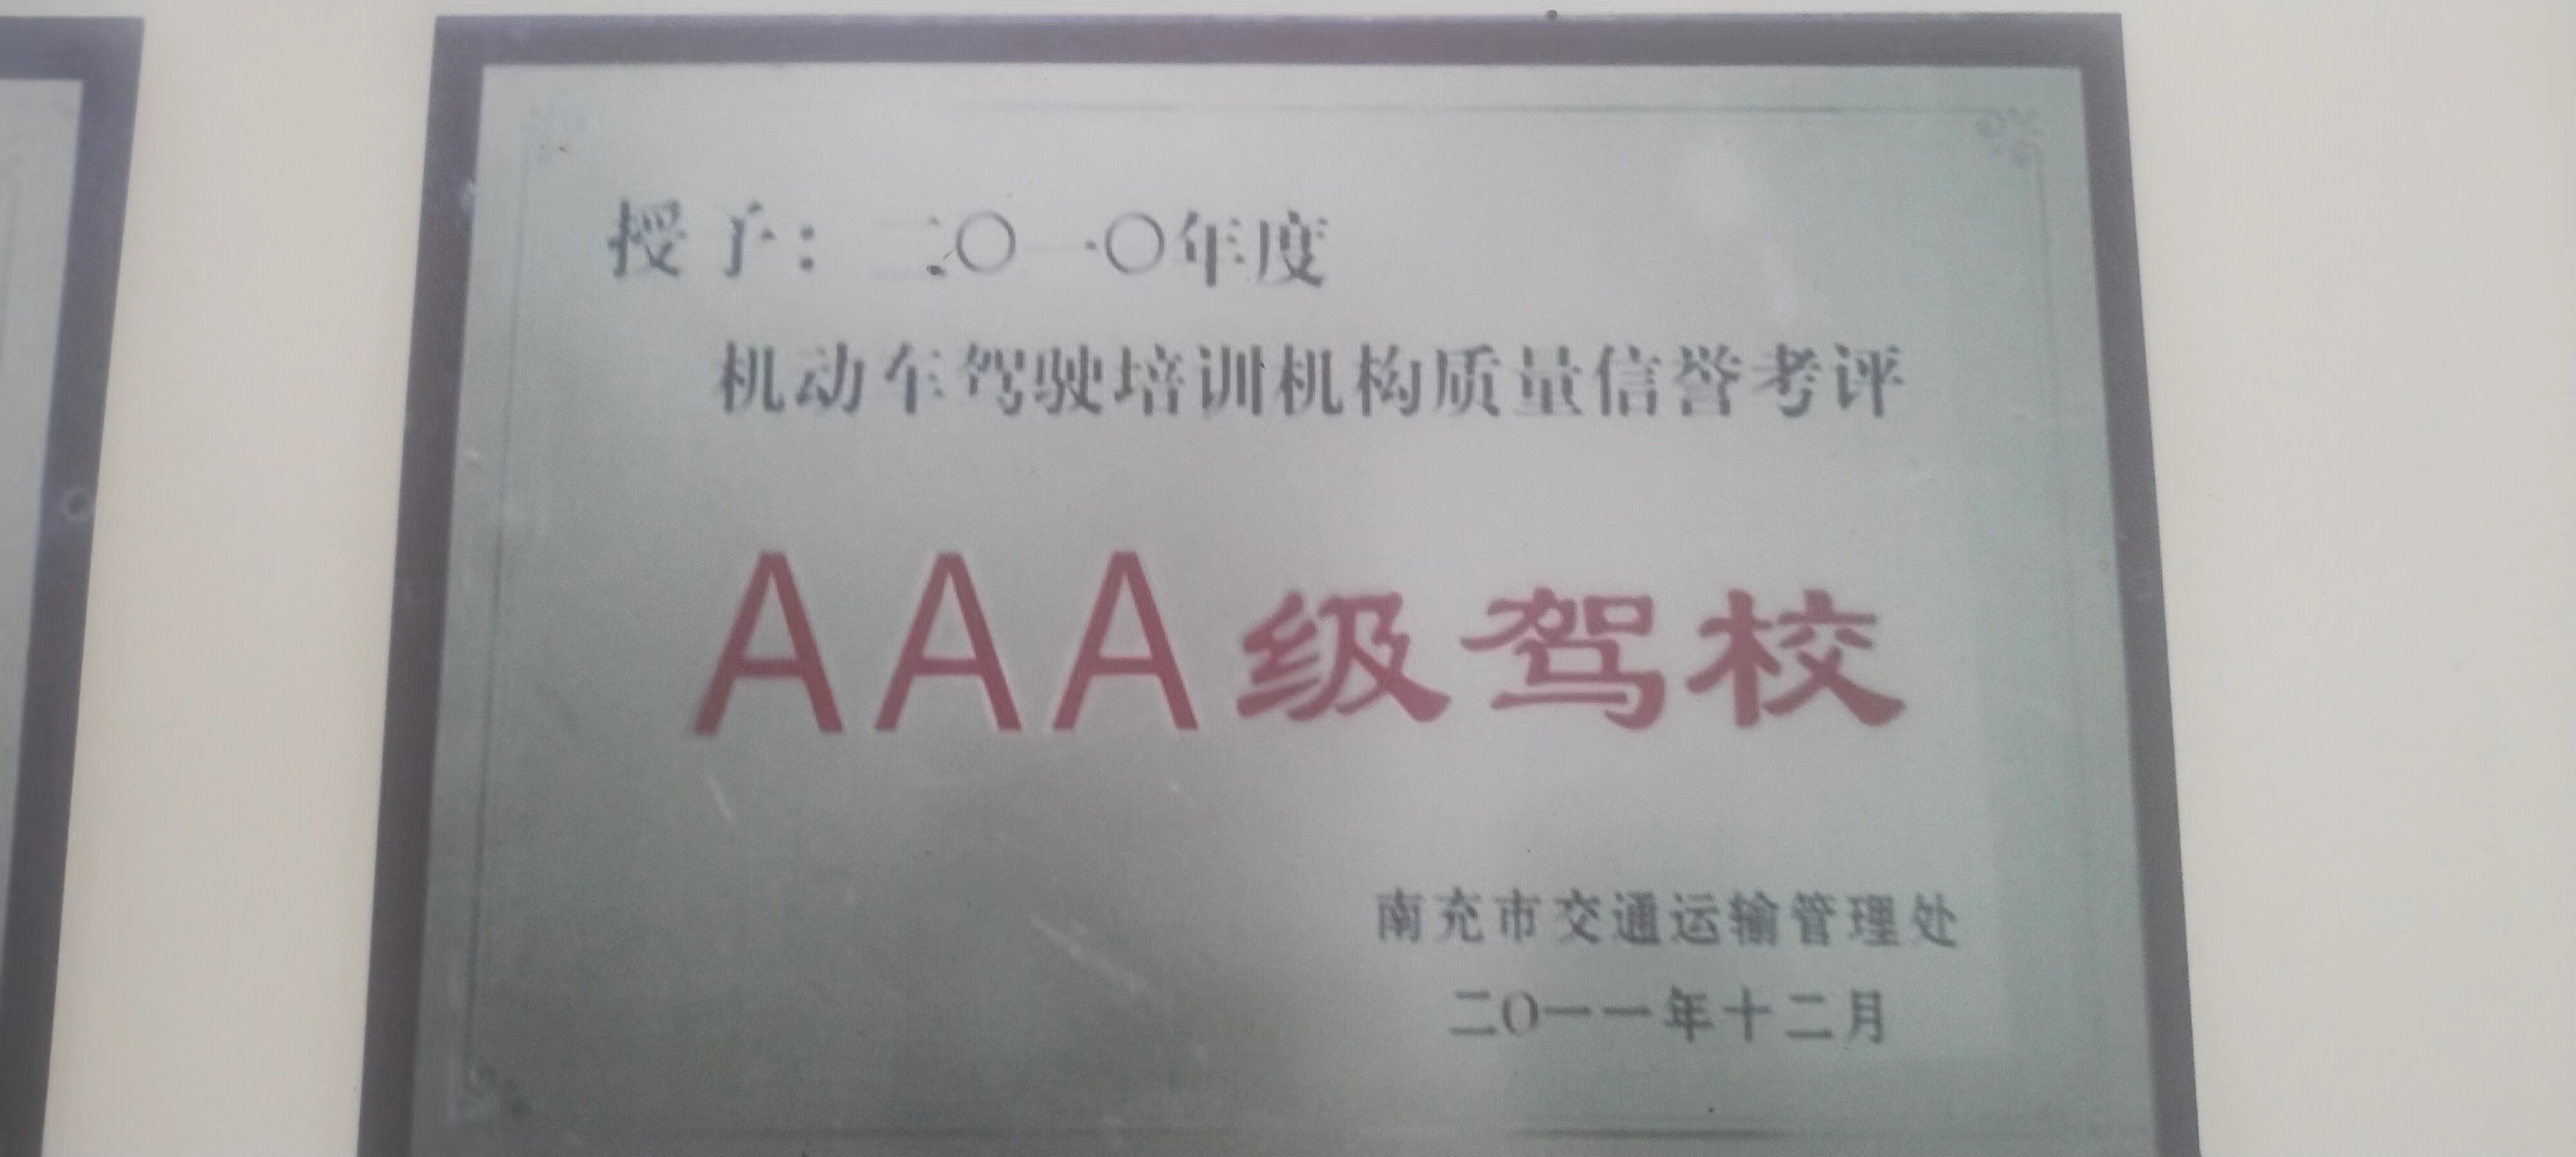 授予：二〇一〇年度
机动车驾驶培训机构质量信誉考评
AAA级驾校
南充市交通运输管理处
二〇一一年十二月